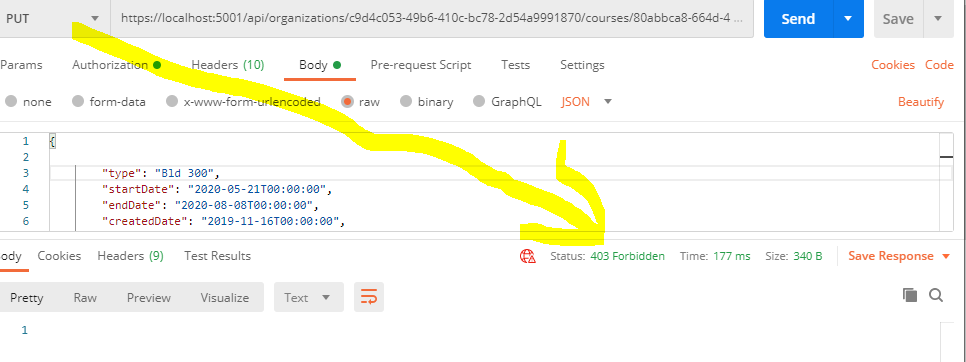 PUT https://localhost:5001/api/organizations/c9d4c053-49b6-410c-bc78-2d54a9991870/courses/80abbca8-664d-4 ... Send Save
Params Authorization Headers (10) Body Pre-request Script Tests Settings Cookies Code
none form-data x-www-form-urlencoded raw binary GraphQL JSON Beautify
1 {
2
3 "type": "Bld 300",
4 "startDate": "2020-05-21T00:00:00",
5 "endDate": "2020-08-08T00:00:00",
6 "createdDate": "2019-11-16T00:00:00",
ody Cookies Headers (9) Test Results Status: 403 Forbidden Time: 177 ms Size: 340 B Save Response
Pretty Raw Preview Visualize Text
1